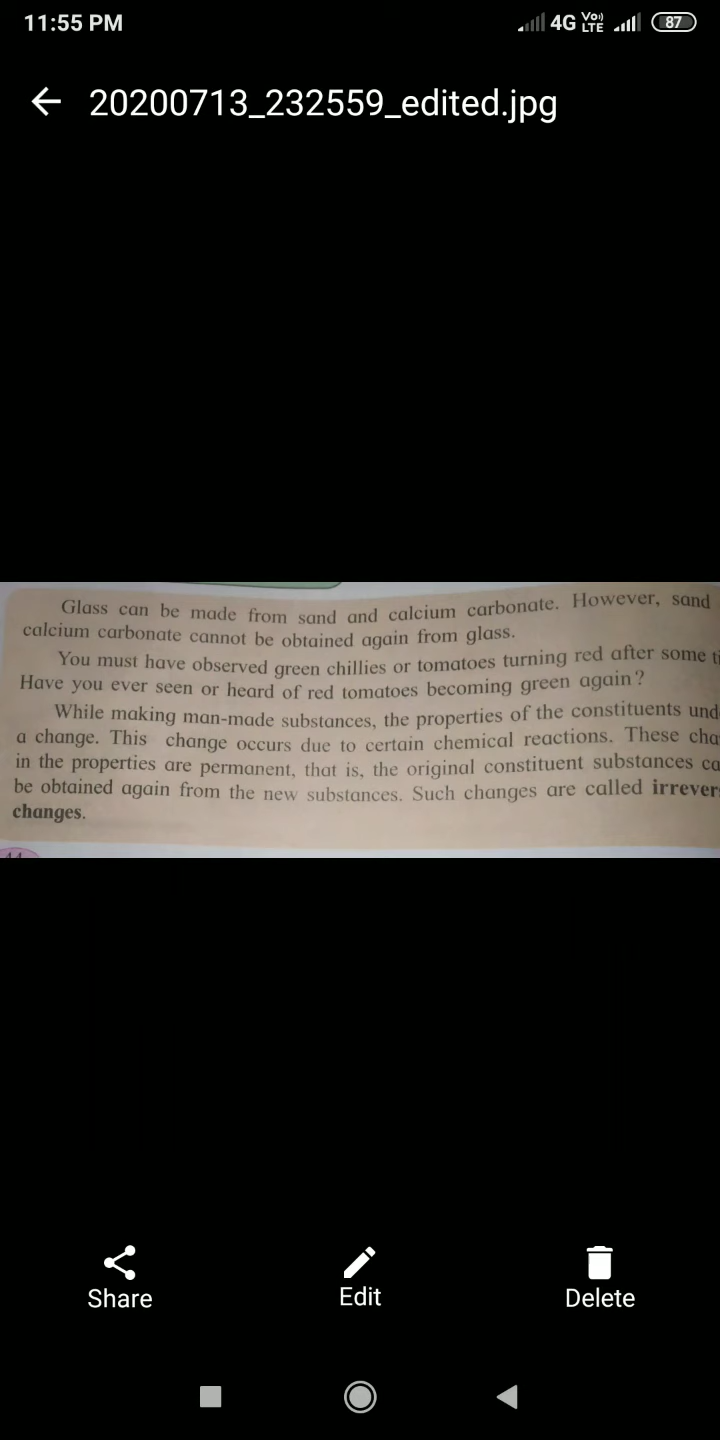 11:55 PM 4G Vo) LTE 87
20200713_232559_edited.jpg
Glass can be made from sand and calcium carbonate. However, sand
calcium carbonate cannot be obtained again from glass.
You must have observed green chillies or tomatoes turning red after some
Have you ever seen or heard of red tomatoes becoming green again?
While making man-made substances, the properties of the constituents
a change. This change occurs due to certain chemical reactions. These
in the properties are permanent, that is, the original constituent substances
be obtained again from the new substances. Such changes are called
changes.
Share Edit Delete